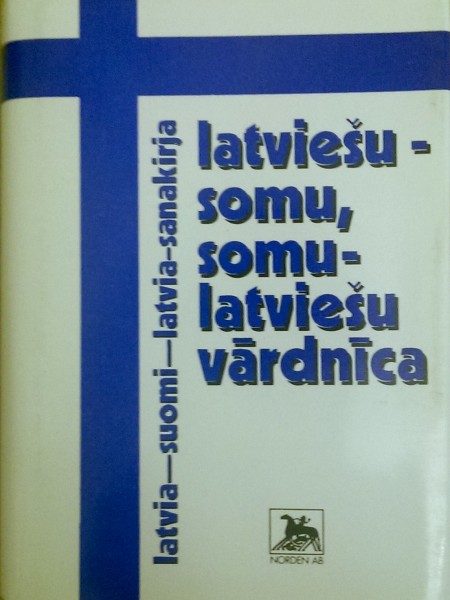 latviešu -
somu,
somu-
latviešu
vārdnīca
latvia—suomi—latvia-sanakirja
NORDEN AB